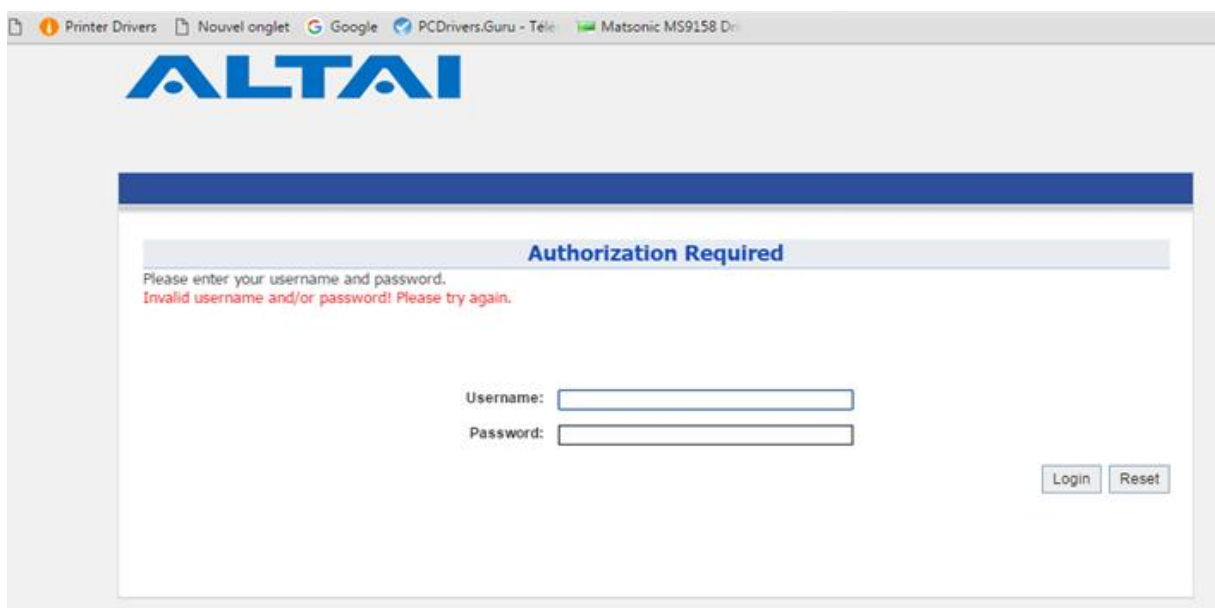 Printer Drivers Nouvel onglet Google PCDrivers.Guru - Télé Matsonic MS9158 Dri
ALTAI
Authorization Required
Please enter your username and password.
Invalid username and/or password! Please try again.
Username:
Password:
Login Reset